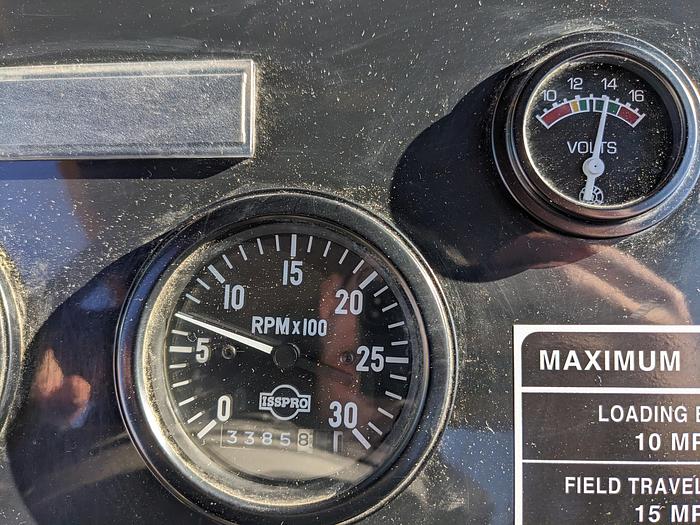 10 12 14 16
VOLTS
0 5 10 15 20 25 30
RPM x 100
ISSPRO
33858
MAXIMUM
LOADING
10 MP
FIELD TRAVEL
15 MP